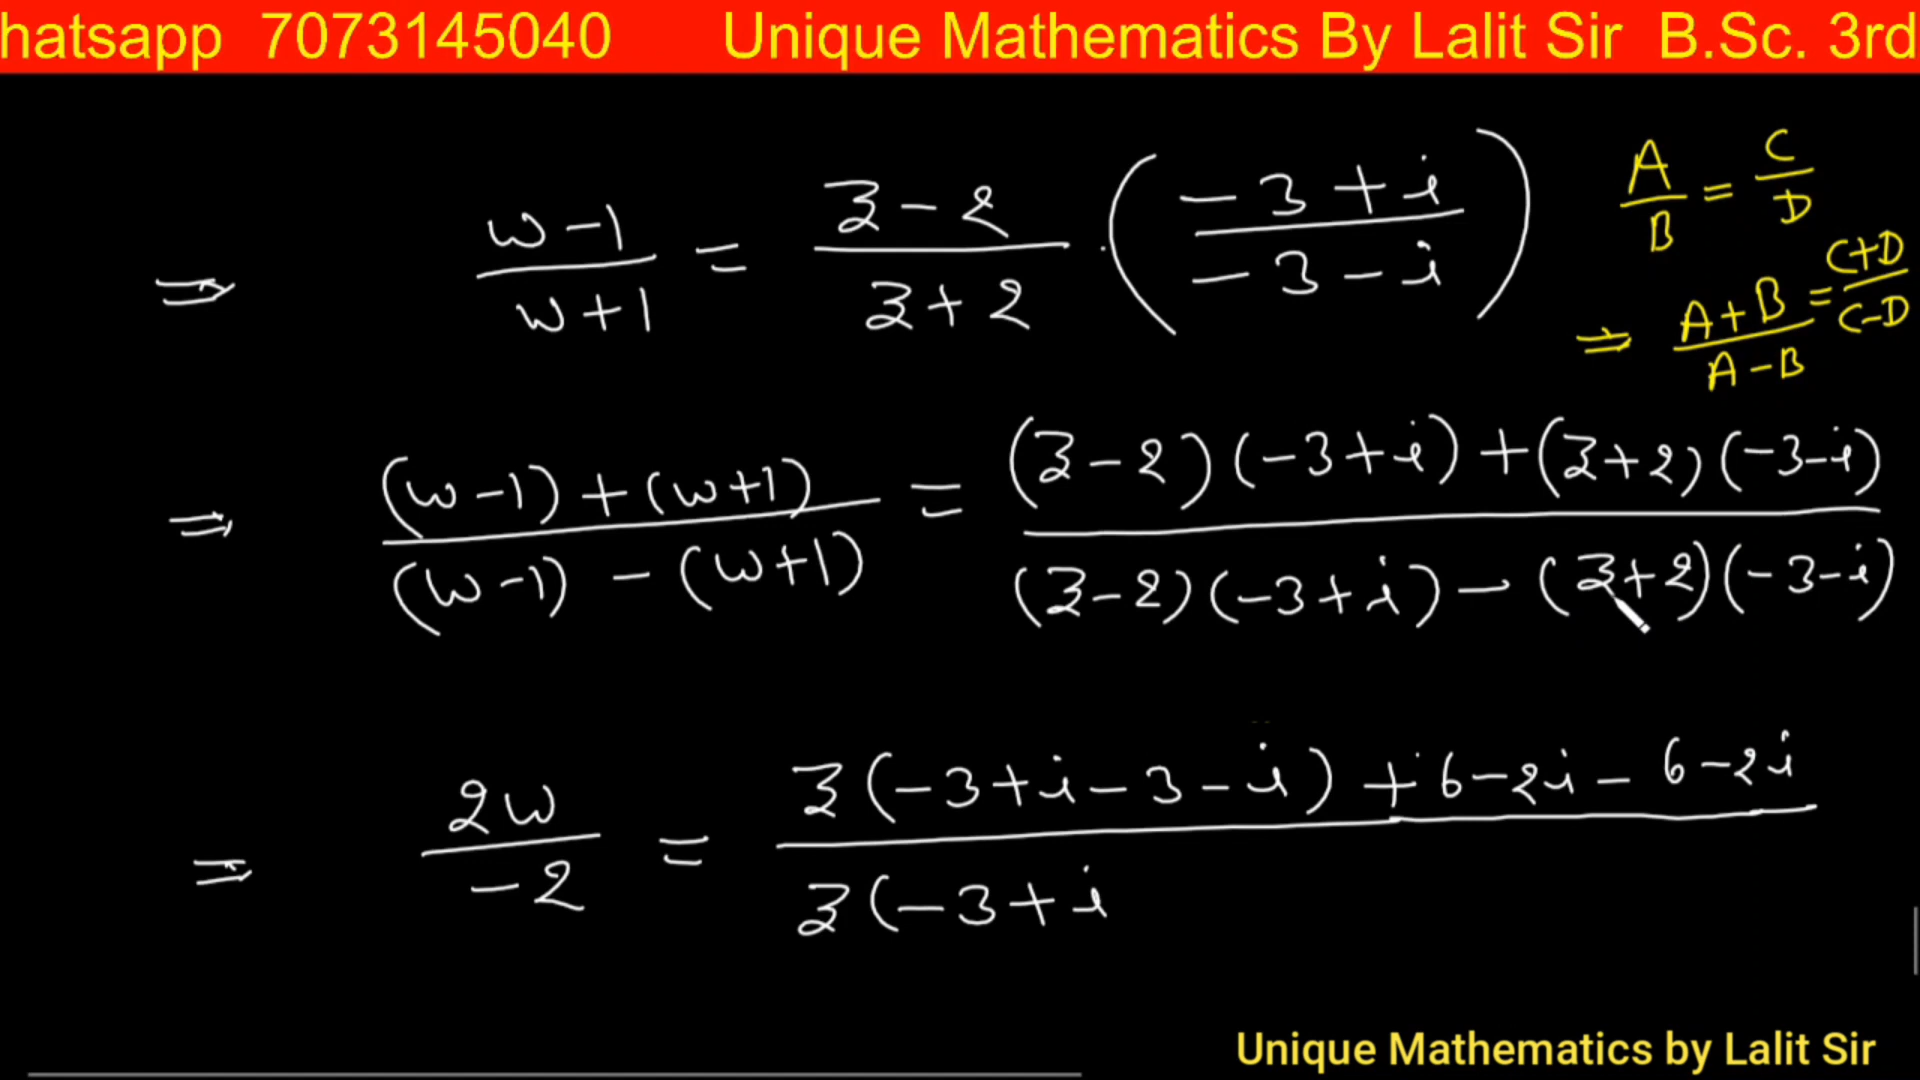 hatsapp 7073145040 Unique Mathematics By Lalit Sir B.Sc. 3rd
⇒ (w-1)/(w+1) = (z-2)/(z+2) · ((-3+i)/(-3-i))
A/B = C/D
⇒ (A+B)/(A-B) = (C+D)/(C-D)
⇒ ((w-1)+(w+1))/((w-1)-(w+1)) = ((z-2)(-3+i)+(z+2)(-3-i))/((z-2)(-3+i)-(z+2)(-3-i))
⇒ 2w/-2 = (z(-3+i-3-i)+6-2i-6-2i)/(z(-3+i
Unique Mathematics by Lalit Sir